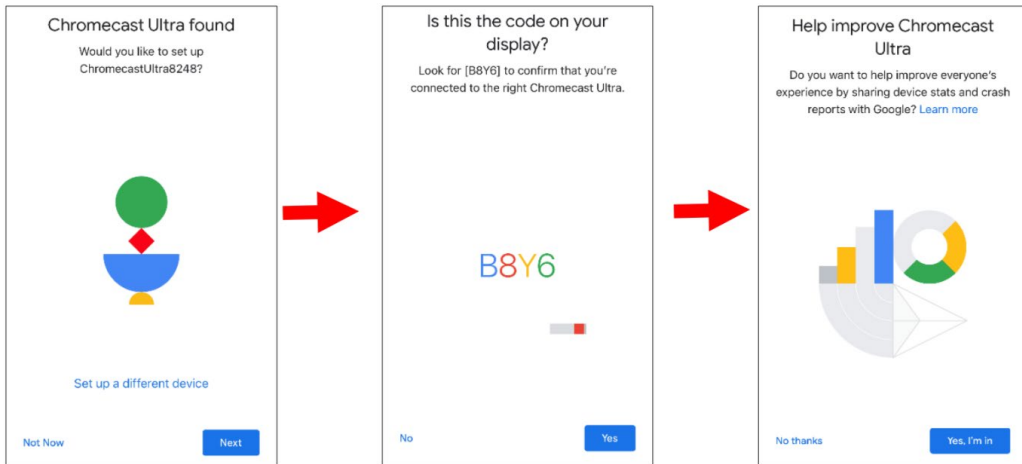 Chromecast Ultra found
Would you like to set up
ChromecastUltra8248?
Set up a different device
Not Now
Next
Is this the code on your
display?
Look for [B8Y6] to confirm that you're
connected to the right Chromecast Ultra.
B8Y6
No
Yes
Help improve Chromecast
Ultra
Do you want to help improve everyone's
experience by sharing device stats and crash
reports with Google? Learn more
No thanks
Yes, I'm in